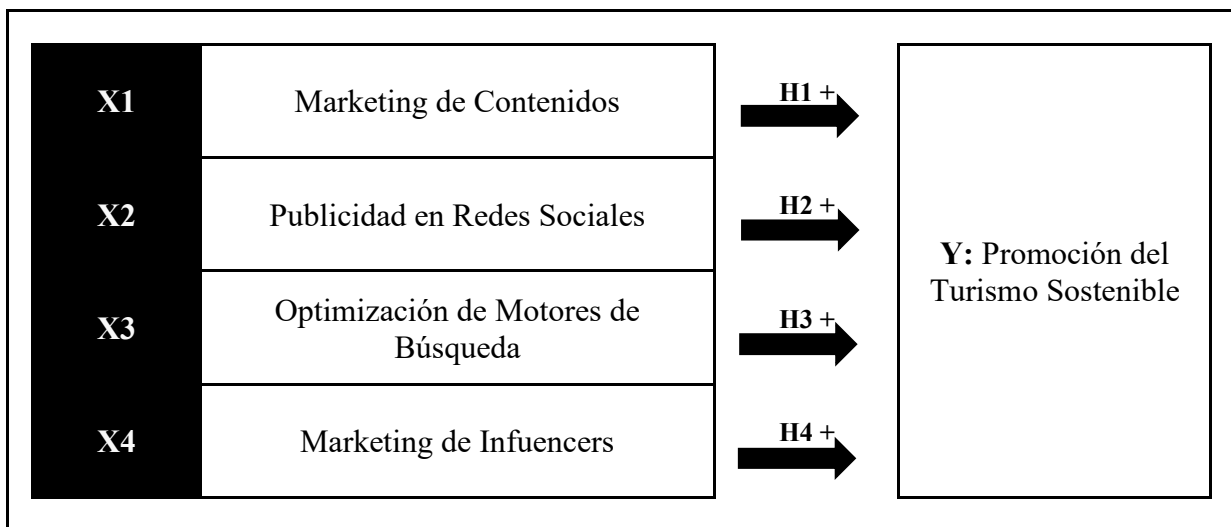 X1
Marketing de Contenidos
H1 +
X2
Publicidad en Redes Sociales
H2 +
X3
Optimización de Motores de
Búsqueda
H3 +
X4
Marketing de Infuencers
H4 +
Y: Promoción del
Turismo Sostenible